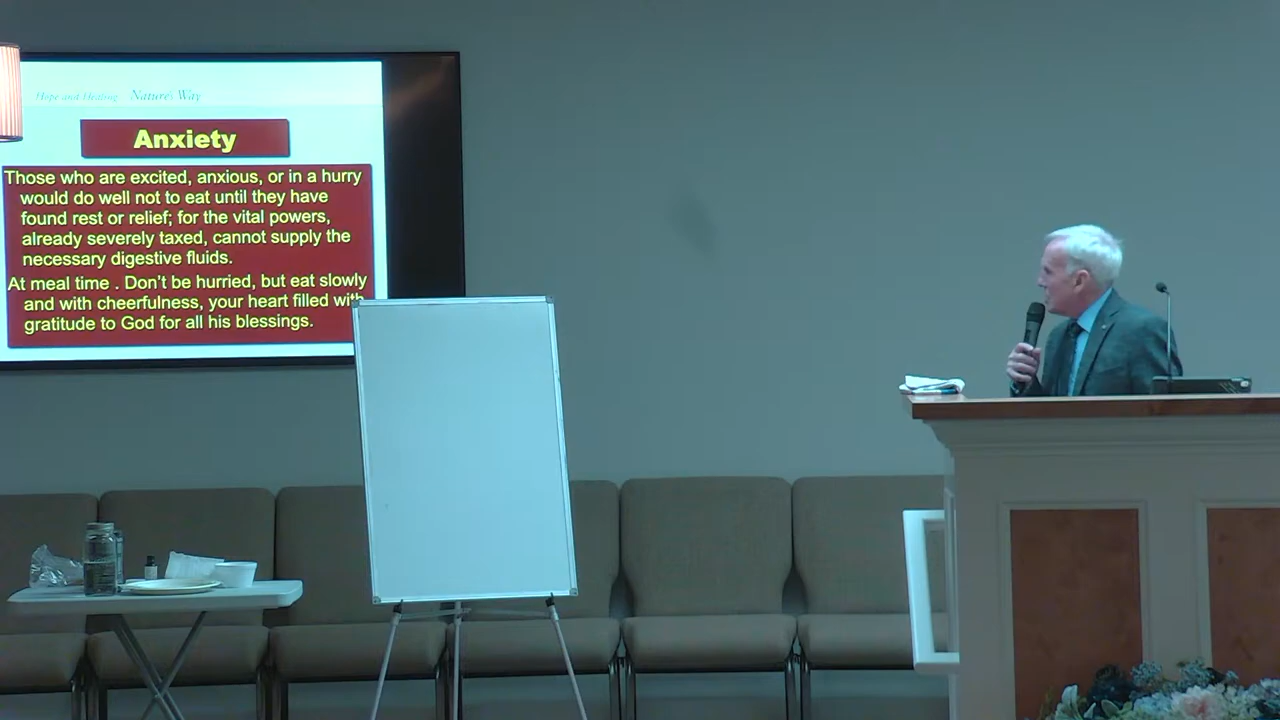 Hope and Healing Nature's Way
Anxiety
Those who are excited, anxious, or in a hurry
would do well not to eat until they have
found rest or relief; for the vital powers,
already severely taxed, cannot supply the
necessary digestive fluids.
At meal time . Don't be hurried, but eat slowly
and with cheerfulness, your heart filled with
gratitude to God for all his blessings.